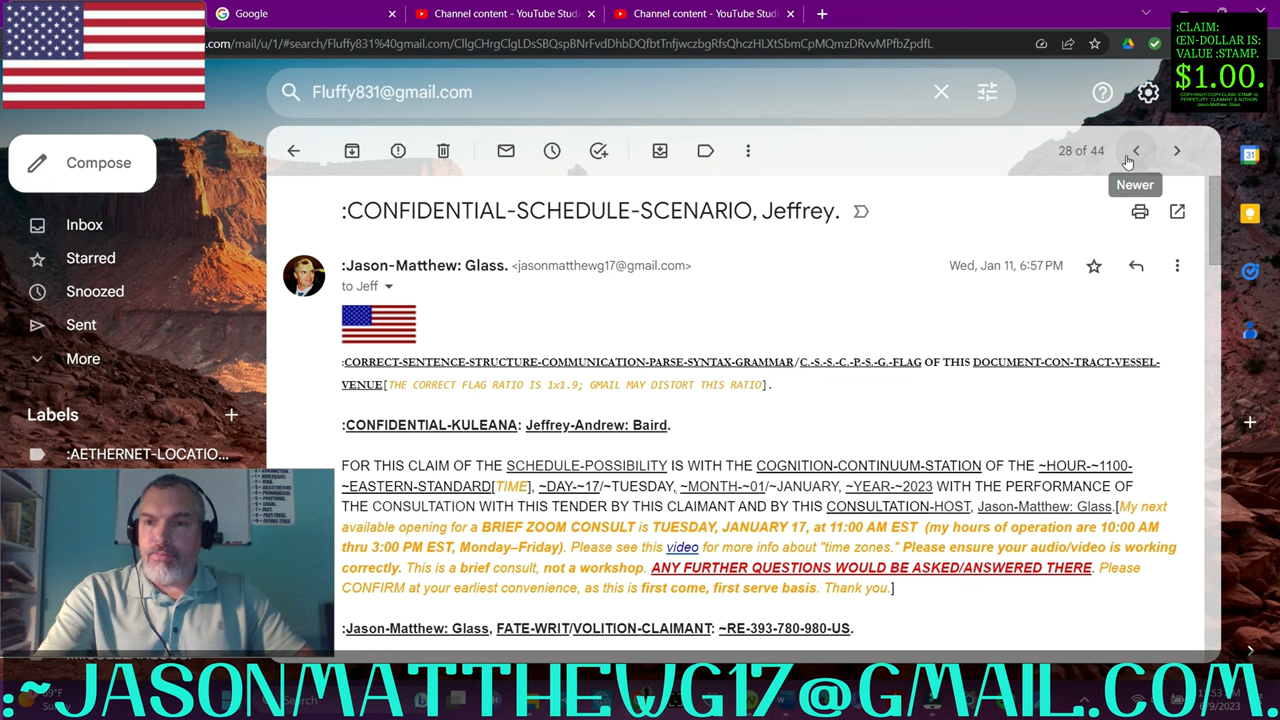 Google
Channel content - YouTube Studi
Channel content - YouTube Studi
.com/mail/u/1/#search/Fluffy831%40gmail.com/
:CLAIM:
VALUE :STAMP.
$1.00.
Jason-Matthew: Glass
Fluffy831@gmail.com
Compose
28 of 44
Newer
Inbox
Starred
Snoozed
Sent
More
Labels
:AETHERNET-LOCATIO...
:CONFIDENTIAL-SCHEDULE-SCENARIO, Jeffrey.
:Jason-Matthew: Glass. <jasonmatthewg17@gmail.com>
Wed, Jan 11, 6:57 PM
to Jeff
:CORRECT-SENTENCE-STRUCTURE-COMMUNICATION-PARSE-SYNTAX-GRAMMAR/C.-S.-S.-C.-P.-S.-G.-FLAG OF THIS DOCUMENT-CON-TRACT-VESSEL-
VENUE[THE CORRECT FLAG RATIO IS 1x1.9; GMAIL MAY DISTORT THIS RATIO].
:CONFIDENTIAL-KULEANA: Jeffrey-Andrew: Baird.
FOR THIS CLAIM OF THE SCHEDULE-POSSIBILITY IS WITH THE COGNITION-CONTINUUM-STATION OF THE ~HOUR-~1100-
~EASTERN-STANDARD[TIME], ~DAY-~17/~TUESDAY, ~MONTH-~01/~JANUARY, ~YEAR-~2023 WITH THE PERFORMANCE OF
THE CONSULTATION WITH THIS TENDER BY THIS CLAIMANT AND BY THIS CONSULTATION-HOST, Jason-Matthew: Glass.[My next
available opening for a BRIEF ZOOM CONSULT is TUESDAY, JANUARY 17, at 11:00 AM EST (my hours of operation are 10:00 AM
thru 3:00 PM EST, Monday–Friday). Please see this video for more info about "time zones." Please ensure your audio/video is working
correctly. This is a brief consult, not a workshop. ANY FURTHER QUESTIONS WOULD BE ASKED/ANSWERED THERE. Please
CONFIRM at your earliest convenience, as this is first come, first serve basis. Thank you.]
:Jason-Matthew: Glass, FATE-WRIT/VOLITION-CLAIMANT: ~RE-393-780-980-US.
:~ JASONMATTHEWG17@GMAIL.COM.
Search